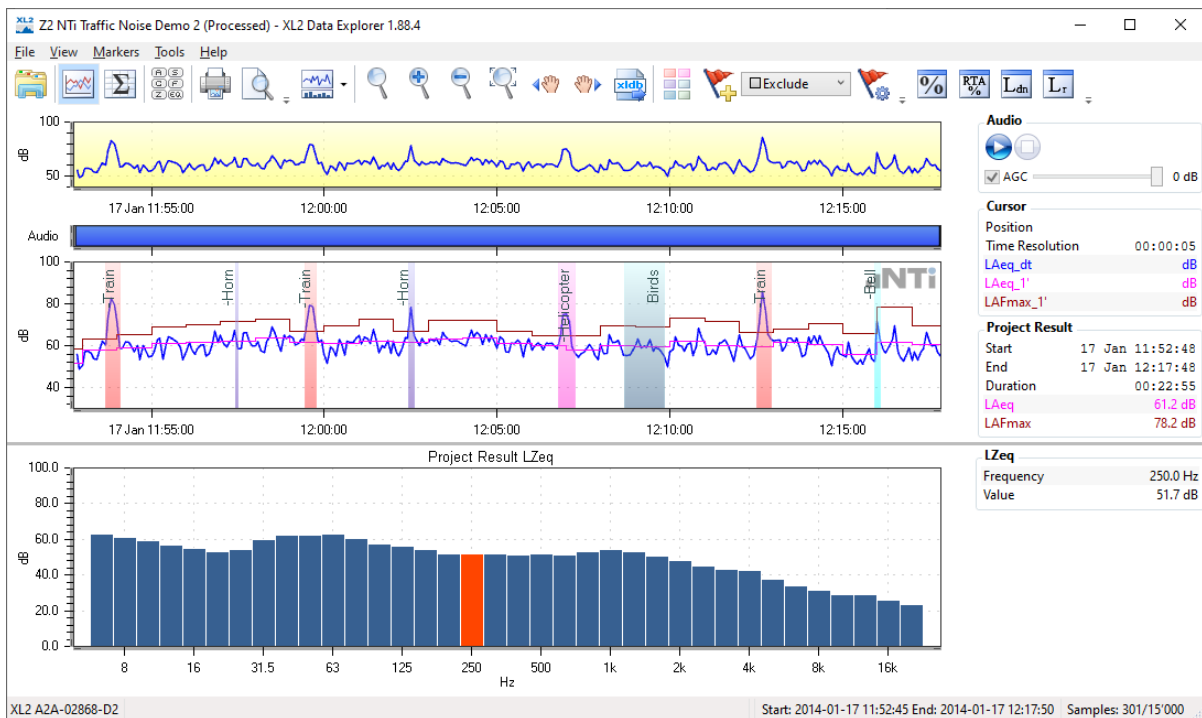 XL2 Z2 NTi Traffic Noise Demo 2 (Processed) - XL2 Data Explorer 1.88.4
File View Markers Tools Help
A S
C F
Z EQ
xldb
Exclude
%
RTA %
Ldn
Lr
100
dB
50
17 Jan 11:55:00 12:00:00 12:05:00 12:10:00 12:15:00
Audio
100
80
dB
60
40
-Train
-Horn
-Train
-Horn
-Helicopter
Birds
-Train
-Bell
NTi
17 Jan 11:55:00 12:00:00 12:05:00 12:10:00 12:15:00
Audio
AGC 0 dB
Cursor
Position
Time Resolution 00:00:05
LAeq_dt dB
LAeq_1' dB
LAFmax_1' dB
Project Result
Start 17 Jan 11:52:48
End 17 Jan 12:17:48
Duration 00:22:55
LAeq 61.2 dB
LAFmax 78.2 dB
Project Result LZeq
100.0
80.0
dB
60.0
40.0
20.0
0.0
8 16 31.5 63 125 250 500 1k 2k 4k 8k 16k
Hz
LZeq
Frequency 250.0 Hz
Value 51.7 dB
XL2 A2A-02868-D2
Start: 2014-01-17 11:52:45 End: 2014-01-17 12:17:50 Samples: 301/15'000